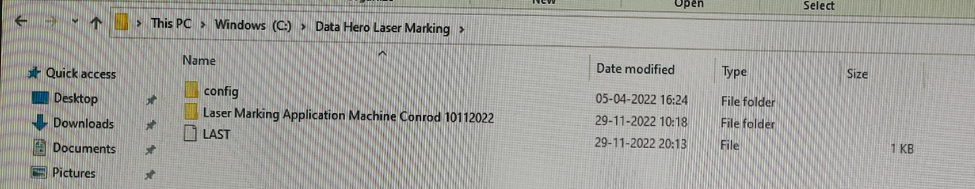 New
Open
Select
This PC > Windows (C:) > Data Hero Laser Marking >
Name
Date modified
Type
Size
Quick access
Desktop
Downloads
Documents
Pictures
config
05-04-2022 16:24
File folder
Laser Marking Application Machine Conrod 10112022
29-11-2022 10:18
File folder
LAST
29-11-2022 20:13
File
1 KB